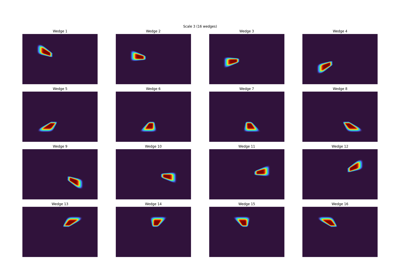 Scale 3 (16 wedges)
Wedge 1
Wedge 2
Wedge 3
Wedge 4
Wedge 5
Wedge 6
Wedge 7
Wedge 8
Wedge 9
Wedge 10
Wedge 11
Wedge 12
Wedge 13
Wedge 14
Wedge 15
Wedge 16